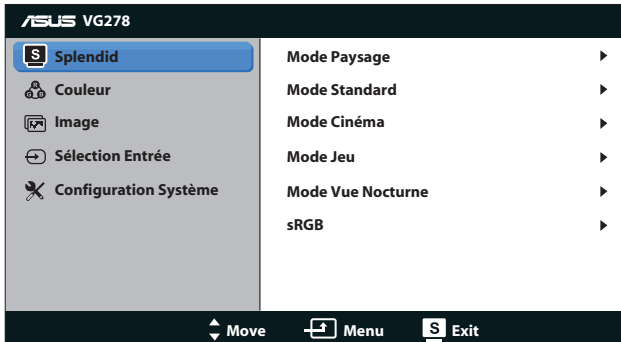 ASUS VG278
S Splendid
Couleur
Image
Sélection Entrée
Configuration Système
Mode Paysage
Mode Standard
Mode Cinéma
Mode Jeu
Mode Vue Nocturne
sRGB
Move Menu S Exit